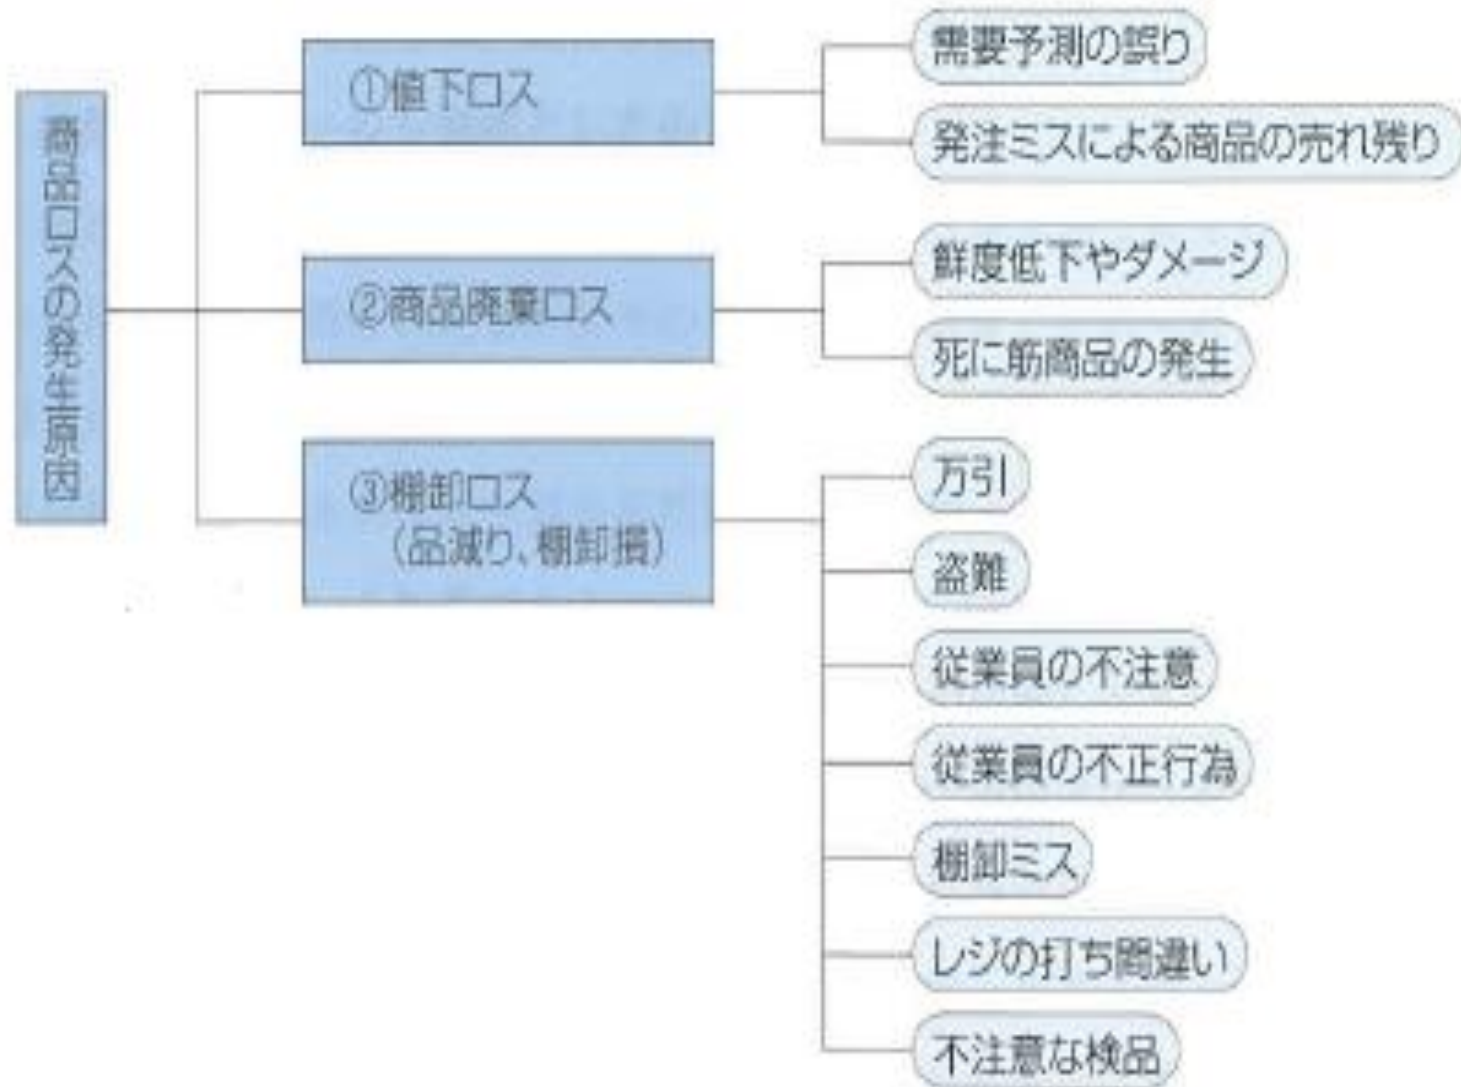 商品ロスの発生原因
①値下ロス
需要予測の誤り
発注ミスによる商品の売れ残り
②商品廃棄ロス
鮮度低下やダメージ
死に筋商品の発生
③棚卸ロス
(品減り、棚卸損)
万引
盗難
従業員の不注意
従業員の不正行為
棚卸ミス
レジの打ち間違い
不注意な検品